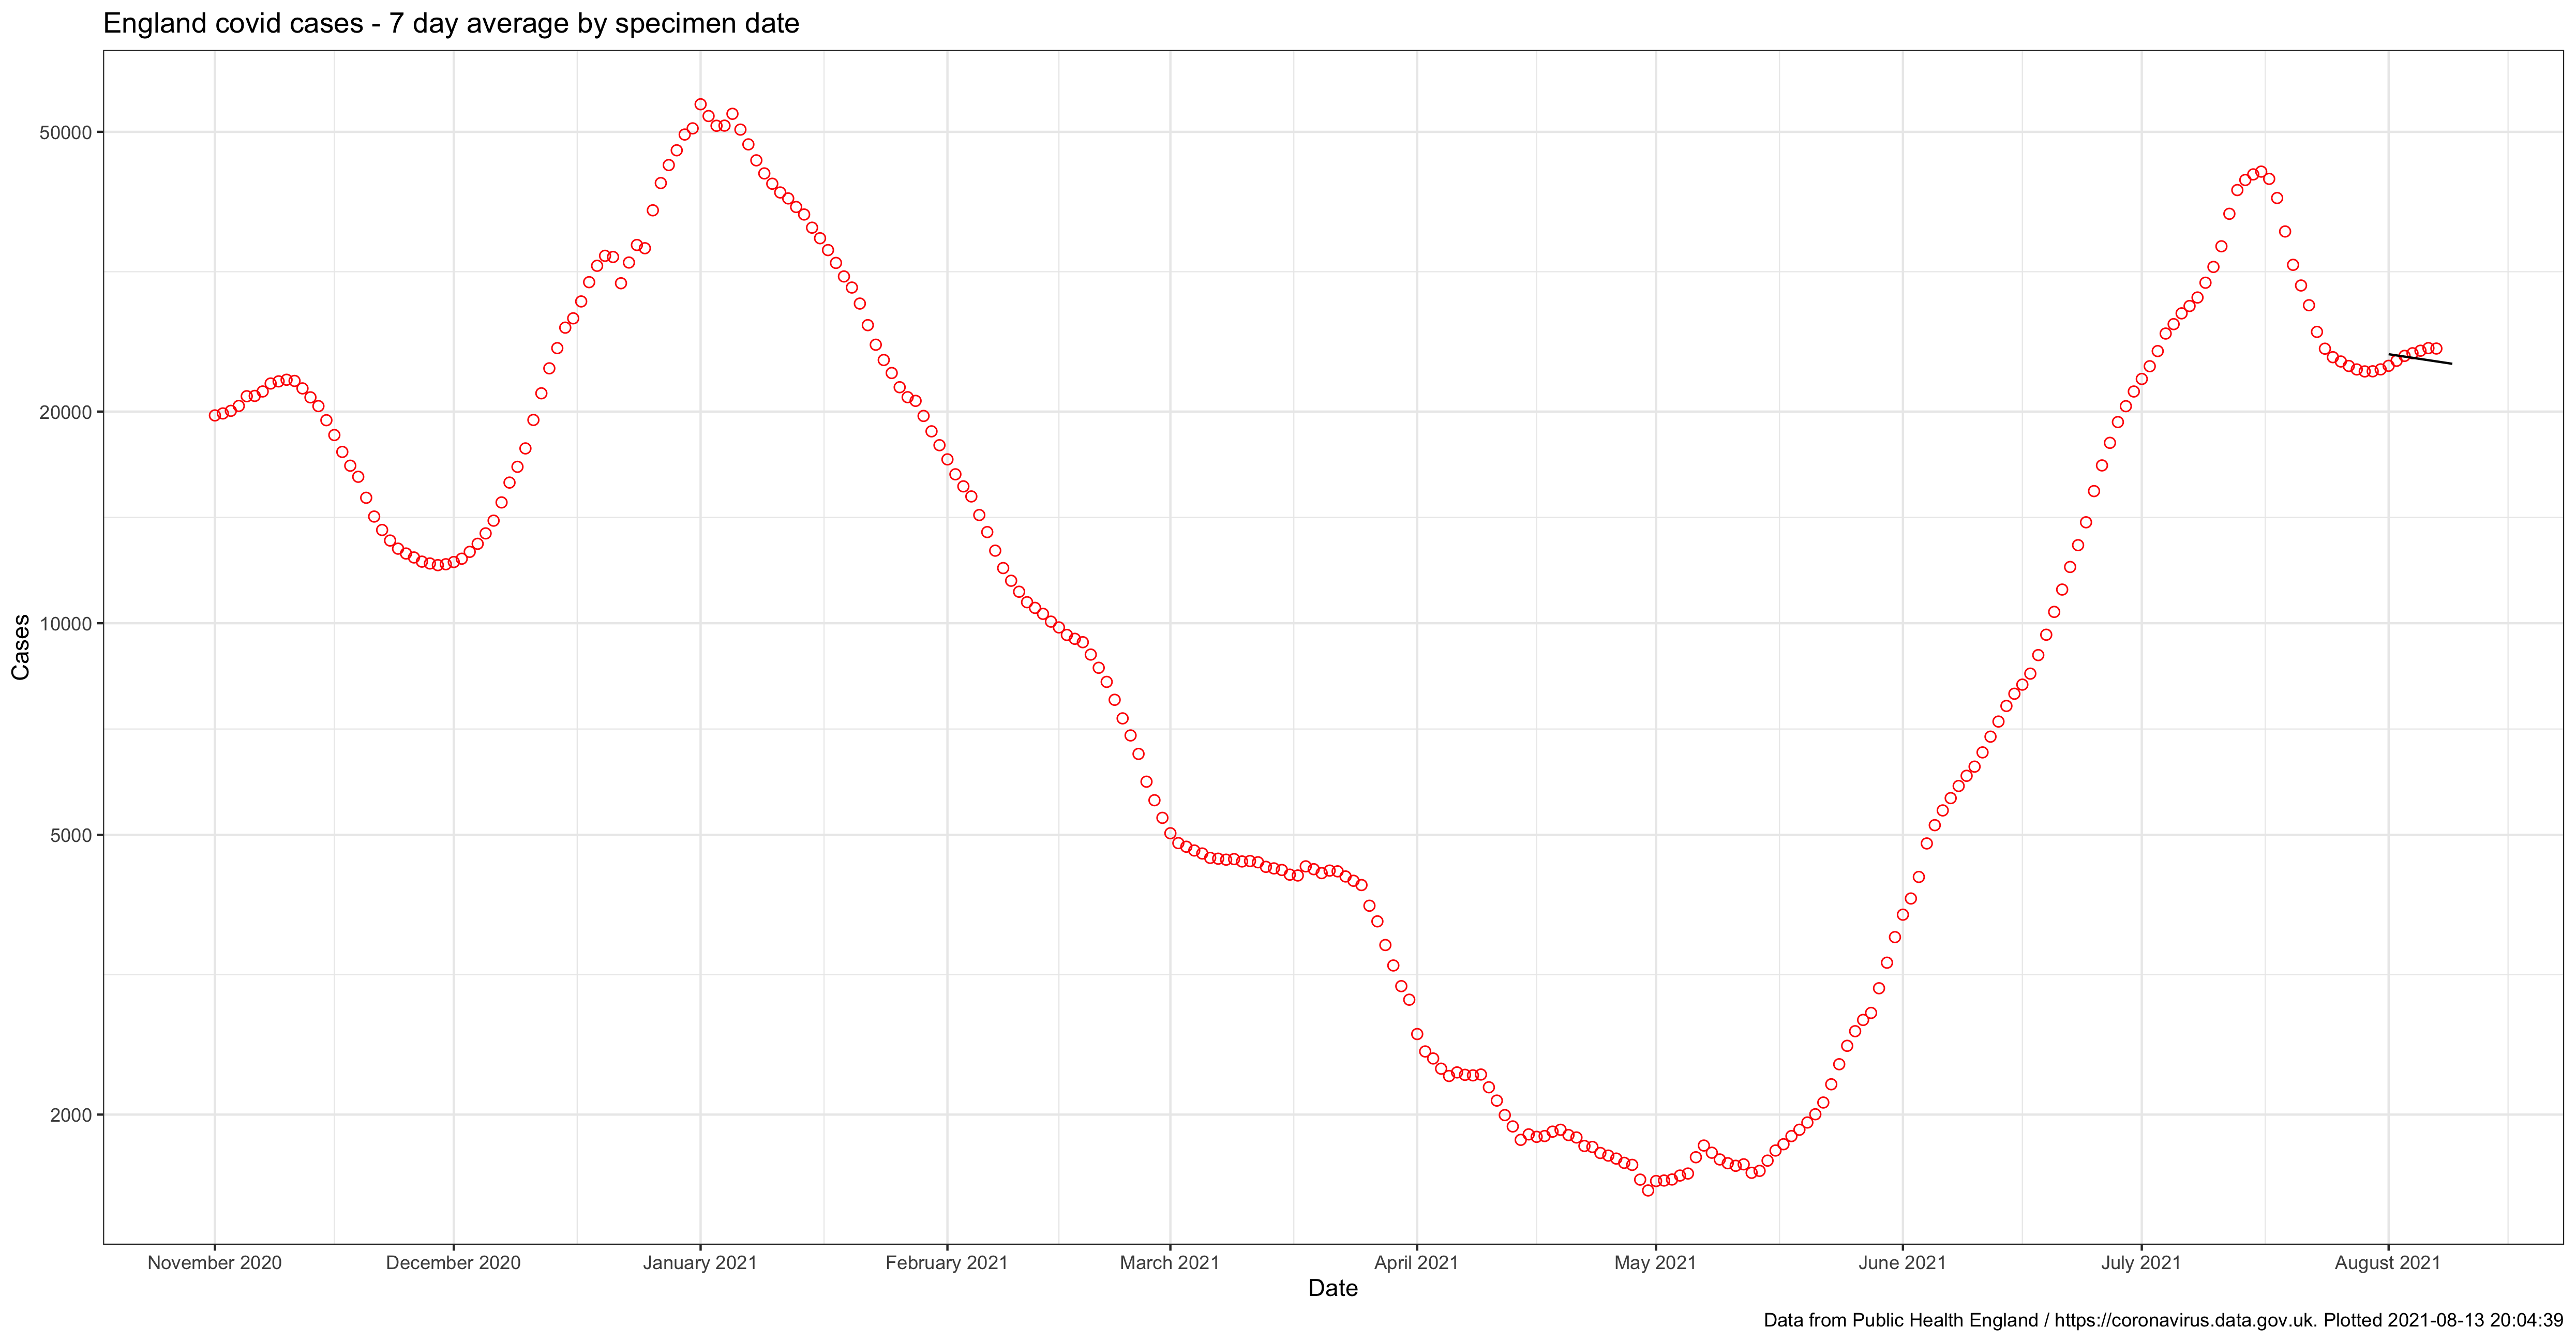 England covid cases - 7 day average by specimen date
50000
20000
10000
5000
2000
Cases
November 2020 December 2020 January 2021 February 2021 March 2021 April 2021 May 2021 June 2021 July 2021 August 2021
Date
Data from Public Health England / https://coronavirus.data.gov.uk. Plotted 2021-08-13 20:04:39